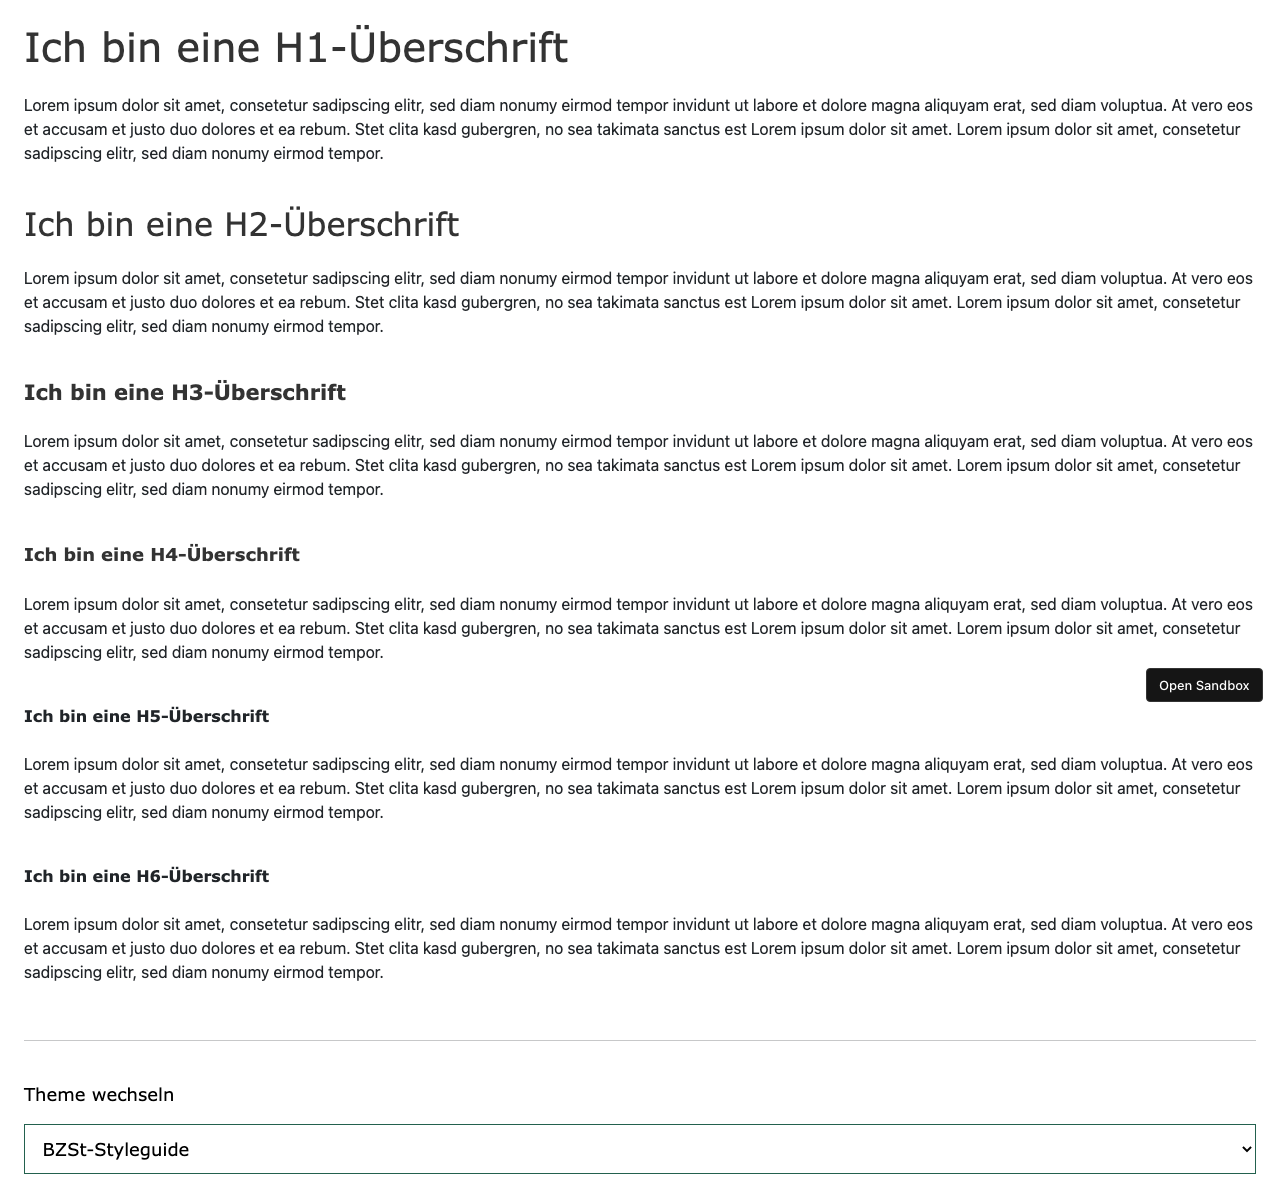 Ich bin eine H1-Überschrift
Lorem ipsum dolor sit amet, consetetur sadipscing elitr, sed diam nonumy eirmod tempor invidunt ut labore et dolore magna aliquyam erat, sed diam voluptua. At vero eos
et accusam et justo duo dolores et ea rebum. Stet clita kasd gubergren, no sea takimata sanctus est Lorem ipsum dolor sit amet. Lorem ipsum dolor sit amet, consetetur
sadipscing elitr, sed diam nonumy eirmod tempor.
Ich bin eine H2-Überschrift
Lorem ipsum dolor sit amet, consetetur sadipscing elitr, sed diam nonumy eirmod tempor invidunt ut labore et dolore magna aliquyam erat, sed diam voluptua. At vero eos
et accusam et justo duo dolores et ea rebum. Stet clita kasd gubergren, no sea takimata sanctus est Lorem ipsum dolor sit amet. Lorem ipsum dolor sit amet, consetetur
sadipscing elitr, sed diam nonumy eirmod tempor.
Ich bin eine H3-Überschrift
Lorem ipsum dolor sit amet, consetetur sadipscing elitr, sed diam nonumy eirmod tempor invidunt ut labore et dolore magna aliquyam erat, sed diam voluptua. At vero eos
et accusam et justo duo dolores et ea rebum. Stet clita kasd gubergren, no sea takimata sanctus est Lorem ipsum dolor sit amet. Lorem ipsum dolor sit amet, consetetur
sadipscing elitr, sed diam nonumy eirmod tempor.
Ich bin eine H4-Überschrift
Lorem ipsum dolor sit amet, consetetur sadipscing elitr, sed diam nonumy eirmod tempor invidunt ut labore et dolore magna aliquyam erat, sed diam voluptua. At vero eos
et accusam et justo duo dolores et ea rebum. Stet clita kasd gubergren, no sea takimata sanctus est Lorem ipsum dolor sit amet. Lorem ipsum dolor sit amet, consetetur
sadipscing elitr, sed diam nonumy eirmod tempor.
Open Sandbox
Ich bin eine H5-Überschrift
Lorem ipsum dolor sit amet, consetetur sadipscing elitr, sed diam nonumy eirmod tempor invidunt ut labore et dolore magna aliquyam erat, sed diam voluptua. At vero eos
et accusam et justo duo dolores et ea rebum. Stet clita kasd gubergren, no sea takimata sanctus est Lorem ipsum dolor sit amet. Lorem ipsum dolor sit amet, consetetur
sadipscing elitr, sed diam nonumy eirmod tempor.
Ich bin eine H6-Überschrift
Lorem ipsum dolor sit amet, consetetur sadipscing elitr, sed diam nonumy eirmod tempor invidunt ut labore et dolore magna aliquyam erat, sed diam voluptua. At vero eos
et accusam et justo duo dolores et ea rebum. Stet clita kasd gubergren, no sea takimata sanctus est Lorem ipsum dolor sit amet. Lorem ipsum dolor sit amet, consetetur
sadipscing elitr, sed diam nonumy eirmod tempor.
Theme wechseln
BZSt-Styleguide